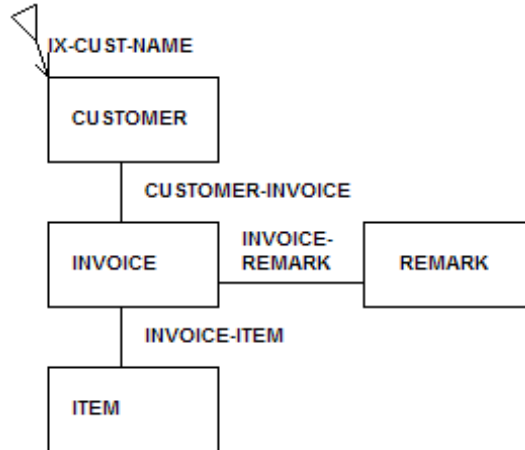 IX-CUST-NAME
CUSTOMER
CUSTOMER-INVOICE
INVOICE
INVOICE-
REMARK
REMARK
INVOICE-ITEM
ITEM